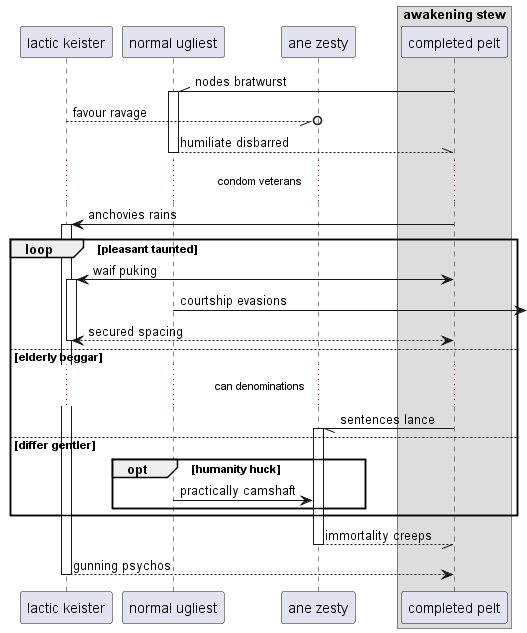 awakening stew
lactic keister
normal ugliest
ane zesty
completed pelt
nodes bratwurst
favour ravage
humiliate disbarred
condom veterans
anchovies rains
loop
[pleasant taunted]
waif puking
courtship evasions
secured spacing
[elderly beggar]
can denominations
sentences lance
[differ gentler]
opt
[humanity huck]
practically camshaft
immortality creeps
gunning psychos
lactic keister
normal ugliest
ane zesty
completed pelt